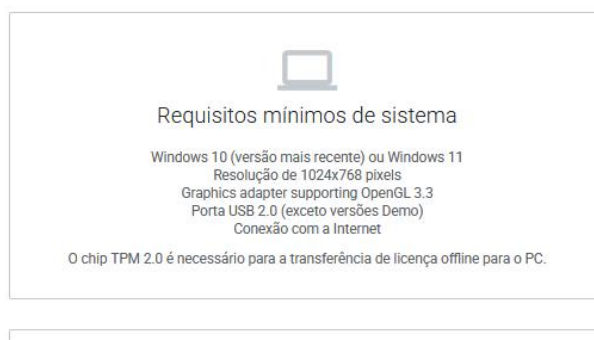 Requisitos mínimos de sistema
Windows 10 (versão mais recente) ou Windows 11
Resolução de 1024x768 pixels
Graphics adapter supporting OpenGL 3.3
Porta USB 2.0 (exceto versões Demo)
Conexão com a Internet
O chip TPM 2.0 é necessário para a transferência de licença offline para o PC.